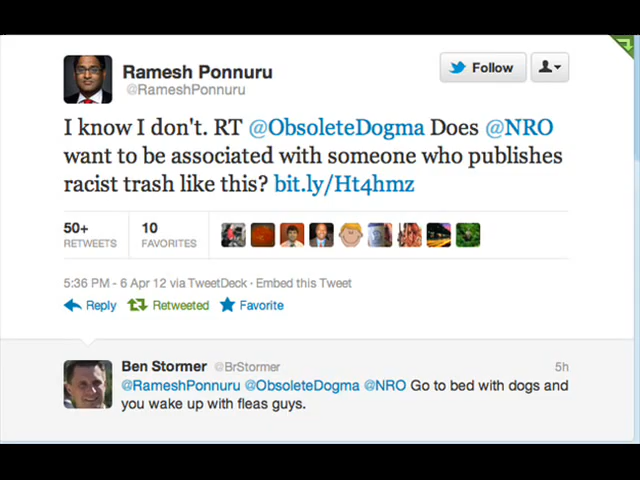 Ramesh Ponnuru
@RameshPonnuru
Follow
I know I don't. RT @ObsoleteDogma Does @NRO
want to be associated with someone who publishes
racist trash like this? bit.ly/Ht4hmz
50+
RETWEETS
10
FAVORITES
5:36 PM - 6 Apr 12 via TweetDeck · Embed this Tweet
Reply Retweeted Favorite
Ben Stormer @BrStormer 5h
@RameshPonnuru @ObsoleteDogma @NRO Go to bed with dogs and
you wake up with fleas guys.